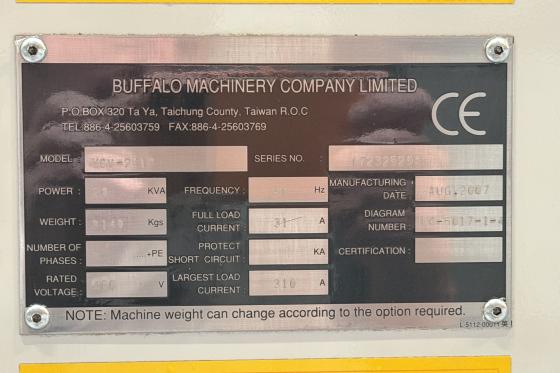 BUFFALO MACHINERY COMPANY LIMITED
P.O.BOX 320 Ta Ya, Taichung County, Taiwan R.O.C
TEL:886-4-25603759 FAX:886-4-25603769
CE
MODEL : SERIES NO. :
POWER : KVA FREQUENCY : Hz MANUFACTURING DATE : AUG.2007
WEIGHT : Kgs FULL LOAD CURRENT : 31 A DIAGRAM NUMBER :
NUMBER OF PHASES : ....+PE PROTECT SHORT CIRCUIT : KA CERTIFICATION :
RATED VOLTAGE : V LARGEST LOAD CURRENT : 310 A
NOTE: Machine weight can change according to the option required.